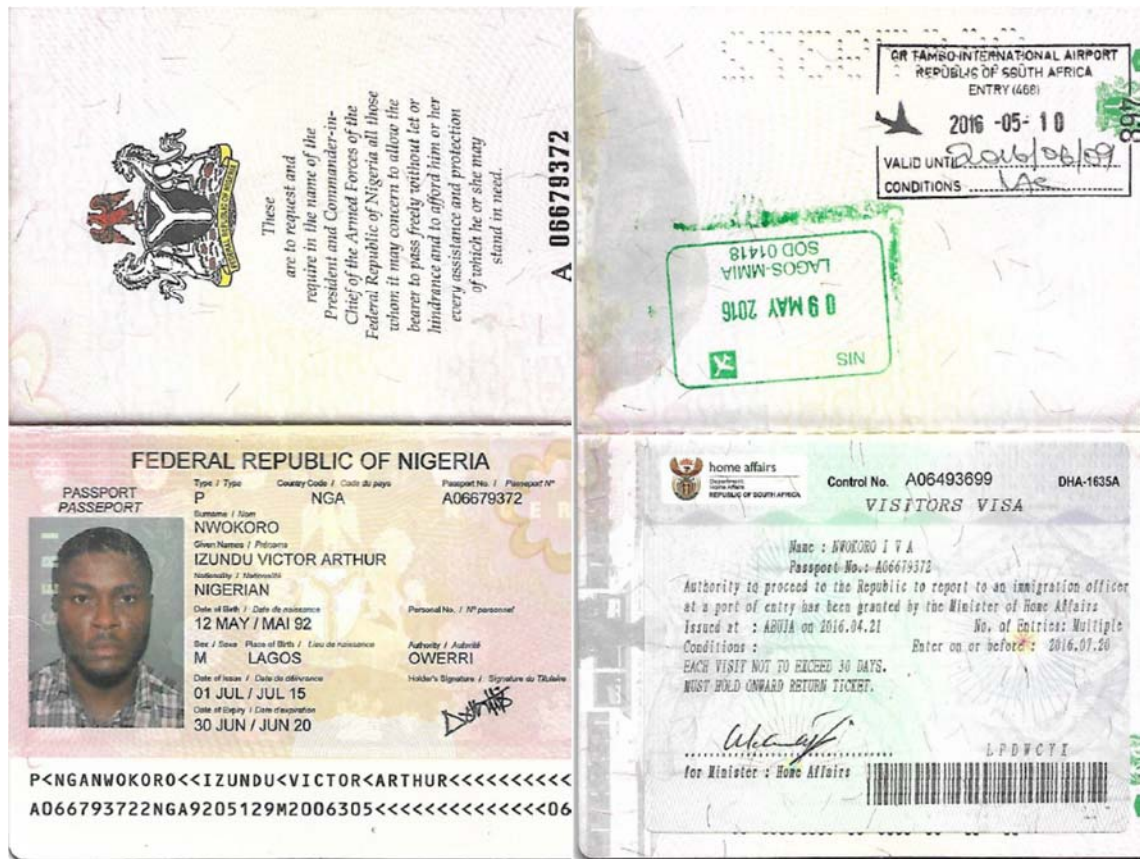 These
are to request and
require in the name of the
President and Commander-in-
Chief of the Armed Forces of the
Federal Republic of Nigeria all those
whom it may concern to allow the
bearer to pass freely without let or
hindrance and to afford him or her
every assistance and protection
of which he or she may
stand in need.
A 06679372
FEDERAL REPUBLIC OF NIGERIA
PASSPORT
PASSEPORT
Type / Type Country Code / Code du pays Passport No. / Passeport N°
P NGA A06679372
Surname / Nom
NWOKORO
Given Names / Prénoms
IZUNDU VICTOR ARTHUR
Nationality / Nationalité
NIGERIAN
Date of Birth / Date de naissance Personal No. / N° personnel
12 MAY / MAI 92
Sex / Sexe Place of Birth / Lieu de naissance Authority / Autorité
M LAGOS OWERRI
Date of Issue / Date de délivrance Holder's Signature / Signature du Titulaire
01 JUL / JUL 15
Date of Expiry / Date d'expiration
30 JUN / JUN 20
P<NGANWOKORO<<IZUNDU<VICTOR<ARTHUR<<<<<<<<<<
A066793722NGA9205129M2006305<<<<<<<<<<<<<<06
OR TAMBO INTERNATIONAL AIRPORT
REPUBLIC OF SOUTH AFRICA
ENTRY (468)
2016 -05- 10
VALID UNTIL 2016/06/09
CONDITIONS
468
NIS
09 MAY 2016
LAGOS-MMIA
SOD 01418
home affairs
Department:
Home Affairs
REPUBLIC OF SOUTH AFRICA
Control No. A06493699 DHA-1635A
VISITORS VISA
Name : NWOKORO I V A
Passport No.: A06679372
Authority to proceed to the Republic to report to an immigration officer
at a port of entry has been granted by the Minister of Home Affairs
Issued at : ABUJA on 2016.04.21 No. of Entries: Multiple
Conditions : Enter on or before : 2016.07.20
EACH VISIT NOT TO EXCEED 30 DAYS.
MUST HOLD ONWARD RETURN TICKET.
for Minister : Home Affairs
LPDWCYX